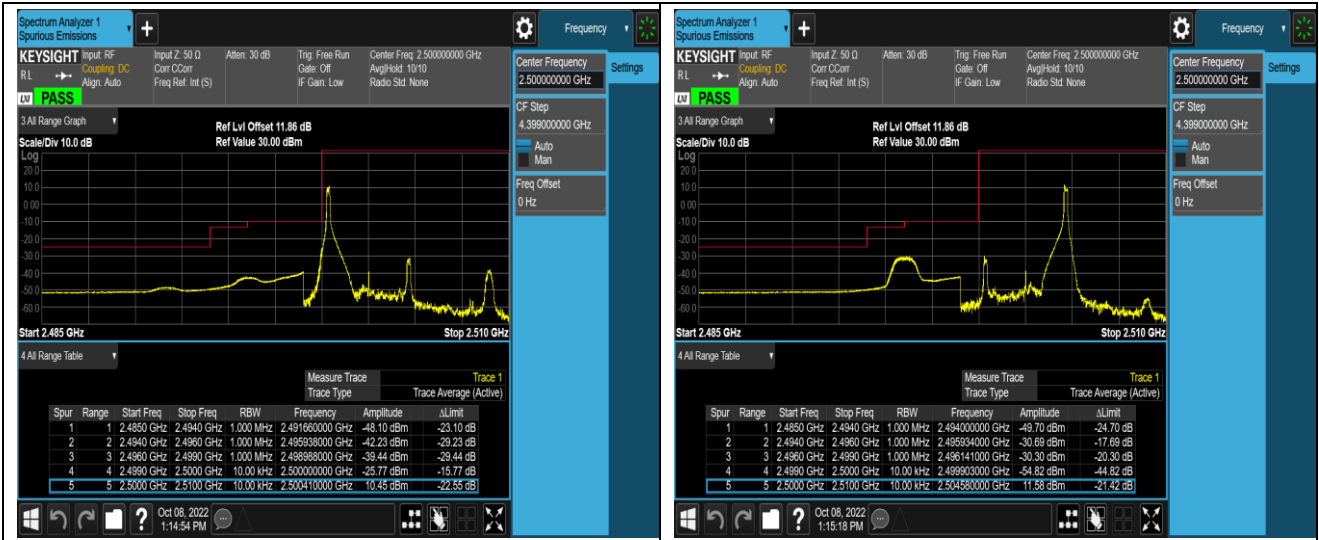 Spectrum Analyzer 1
Spurious Emissions
+
Frequency
KEYSIGHT Input: RF Input Z: 50 Ω Atten: 30 dB Trig: Free Run Center Freq: 2.500000000 GHz
RL Coupling: DC Corr CCorr Gate: Off Avg|Hold: 10/10
Align: Auto Freq Ref: Int (S) IF Gain: Low Radio Std: None
LXI PASS
Center Frequency
2.500000000 GHz
Settings
CF Step
4.399000000 GHz
Auto
Man
Freq Offset
0 Hz
3 All Range Graph
Ref Lvl Offset 11.86 dB
Scale/Div 10.0 dB Ref Value 30.00 dBm
Log
20.0
10.0
0.00
-10.0
-20.0
-30.0
-40.0
-50.0
-60.0
Start 2.485 GHz Stop 2.510 GHz
4 All Range Table
Measure Trace Trace 1
Trace Type Trace Average (Active)
Spur Range Start Freq Stop Freq RBW Frequency Amplitude ΔLimit
1 1 2.4850 GHz 2.4940 GHz 1.000 MHz 2.491660000 GHz -48.10 dBm -23.10 dB
2 2 2.4940 GHz 2.4960 GHz 1.000 MHz 2.495938000 GHz -42.23 dBm -29.23 dB
3 3 2.4960 GHz 2.4990 GHz 1.000 MHz 2.498988000 GHz -39.44 dBm -29.44 dB
4 4 2.4990 GHz 2.5000 GHz 10.00 kHz 2.500000000 GHz -25.77 dBm -15.77 dB
5 5 2.5000 GHz 2.5100 GHz 10.00 kHz 2.500410000 GHz 10.45 dBm -22.55 dB
?
Oct 08, 2022
1:14:54 PM
Spectrum Analyzer 1
Spurious Emissions
+
Frequency
KEYSIGHT Input: RF Input Z: 50 Ω Atten: 30 dB Trig: Free Run Center Freq: 2.500000000 GHz
RL Coupling: DC Corr CCorr Gate: Off Avg|Hold: 10/10
Align: Auto Freq Ref: Int (S) IF Gain: Low Radio Std: None
LXI PASS
Center Frequency
2.500000000 GHz
Settings
CF Step
4.399000000 GHz
Auto
Man
Freq Offset
0 Hz
3 All Range Graph
Ref Lvl Offset 11.86 dB
Scale/Div 10.0 dB Ref Value 30.00 dBm
Log
20.0
10.0
0.00
-10.0
-20.0
-30.0
-40.0
-50.0
-60.0
Start 2.485 GHz Stop 2.510 GHz
4 All Range Table
Measure Trace Trace 1
Trace Type Trace Average (Active)
Spur Range Start Freq Stop Freq RBW Frequency Amplitude ΔLimit
1 1 2.4850 GHz 2.4940 GHz 1.000 MHz 2.494000000 GHz -49.70 dBm -24.70 dB
2 2 2.4940 GHz 2.4960 GHz 1.000 MHz 2.495934000 GHz -30.69 dBm -17.69 dB
3 3 2.4960 GHz 2.4990 GHz 1.000 MHz 2.496141000 GHz -30.30 dBm -20.30 dB
4 4 2.4990 GHz 2.5000 GHz 10.00 kHz 2.499903000 GHz -54.82 dBm -44.82 dB
5 5 2.5000 GHz 2.5100 GHz 10.00 kHz 2.504580000 GHz 11.58 dBm -21.42 dB
?
Oct 08, 2022
1:15:18 PM